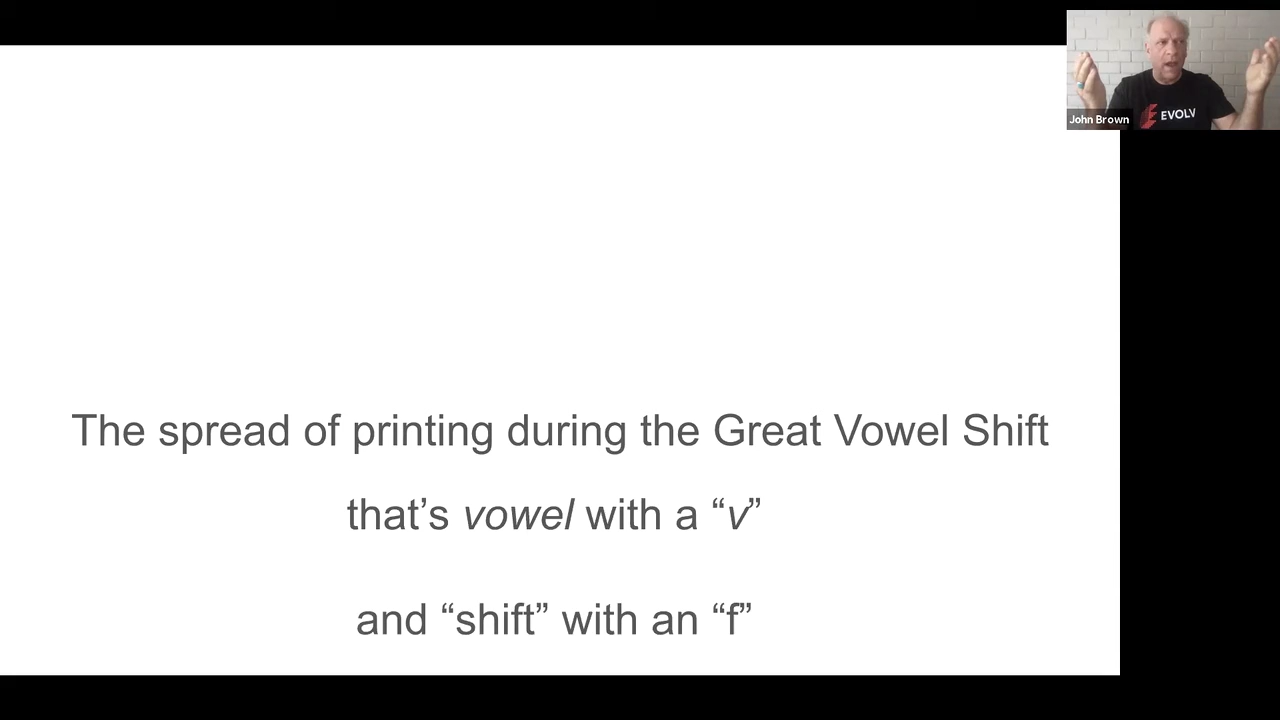 EVOLV
John Brown
The spread of printing during the Great Vowel Shift
that’s vowel with a “v”
and “shift” with an “f”